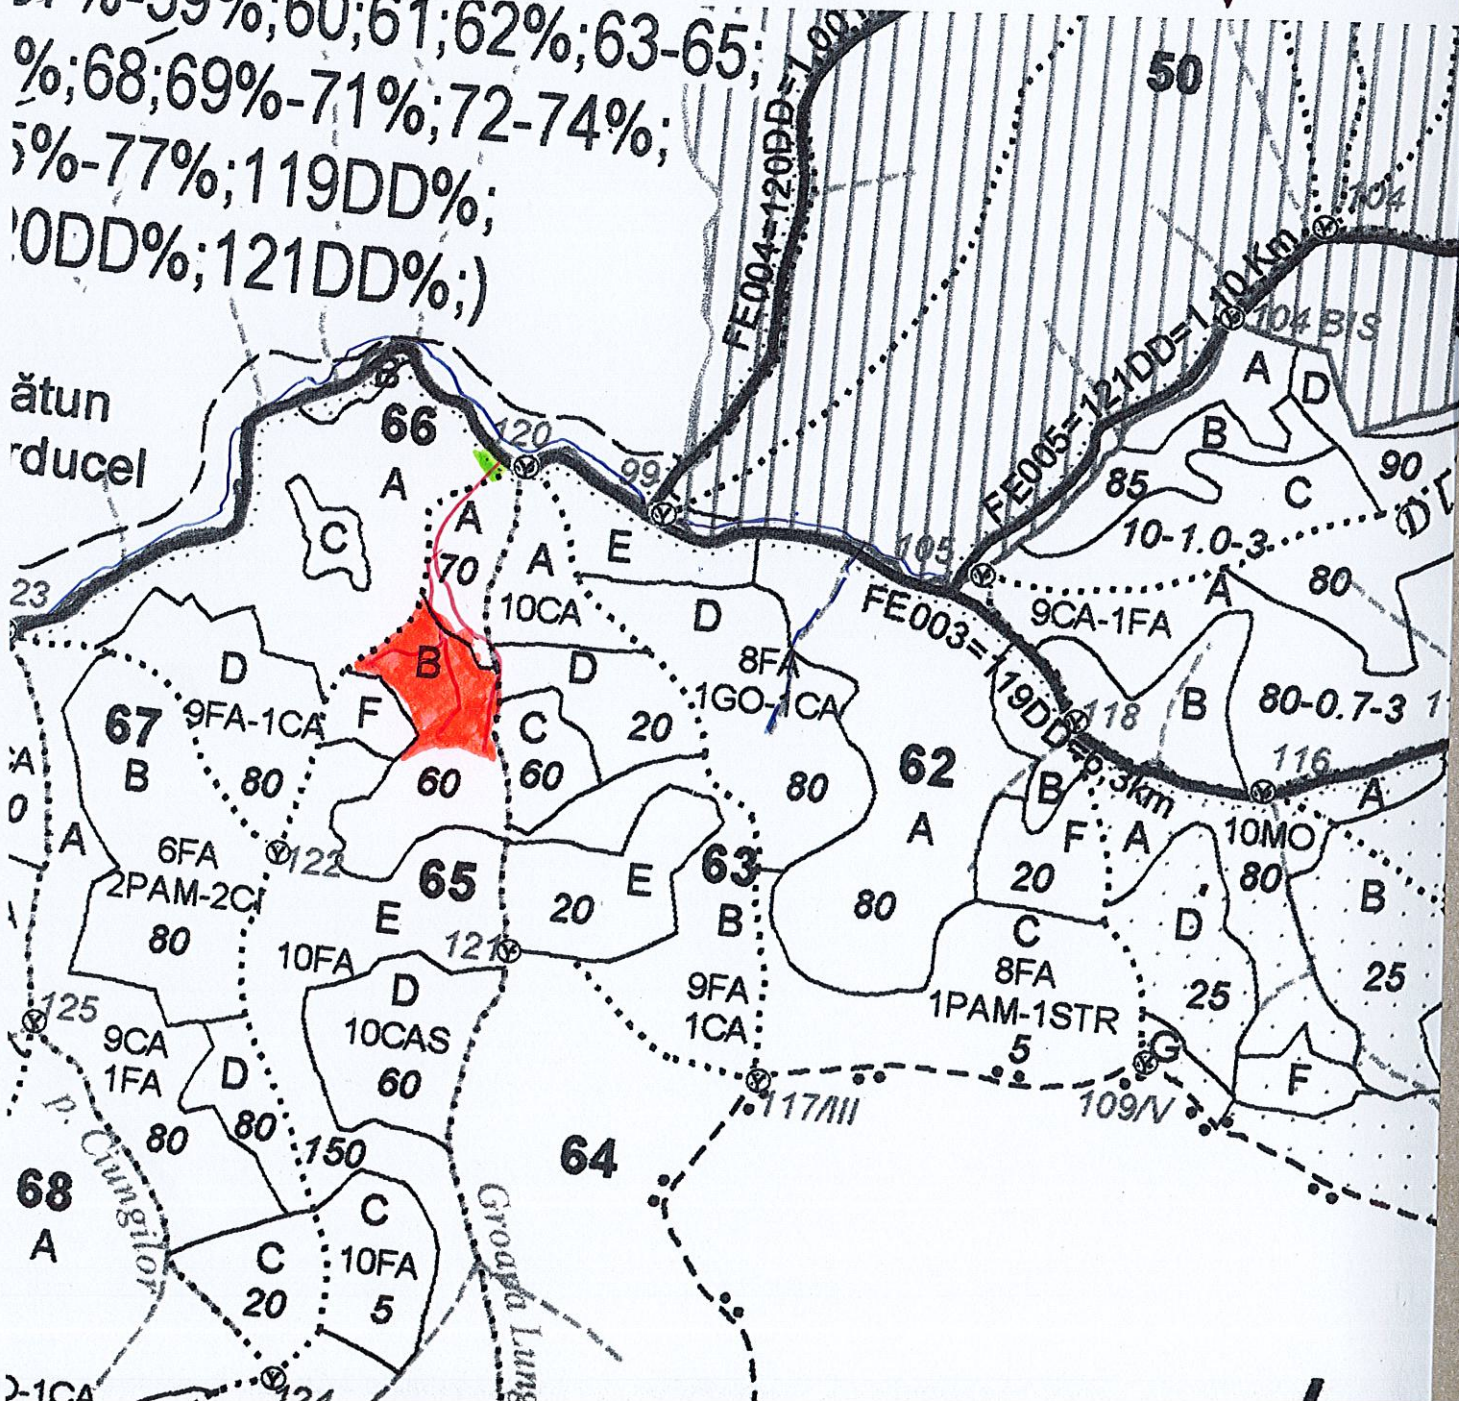 %-59%;60;61;62%;63-65;
%;68;69%-71%;72-74%;
%-77%;119DD%;
0DD%;121DD%;)
50
FE004=120DD=1,00
104
FE005=121DD=1,10 Km
104 BIS
ătun
rducel
B
66
A
120
99
A
D
B
90
C
85
10-1.0-3
D
C
A
70
A
E
105
9CA-1FA
A
80
10CA
23
FE003=119DD=6,3km
D
D
B
D
8FA
1GO-1CA
67
9FA-1CA
F
C
20
B
118
B
80-0.7-3
116
B
80
60
60
80
62
A
B
F
A
10MO
A
20
80
A
6FA
122
2PAM-2CI
80
65
E
20
E
63
B
80
D
B
10FA
121
D
C
8FA
1PAM-1STR
5
25
25
125
9CA
1FA
D
10CAS
60
9FA
1CA
G
F
80
80
117/III
109/V
p. Ciungilor
150
64
68
A
C
10FA
5
C
20
Groapa Lung
-1CA
124